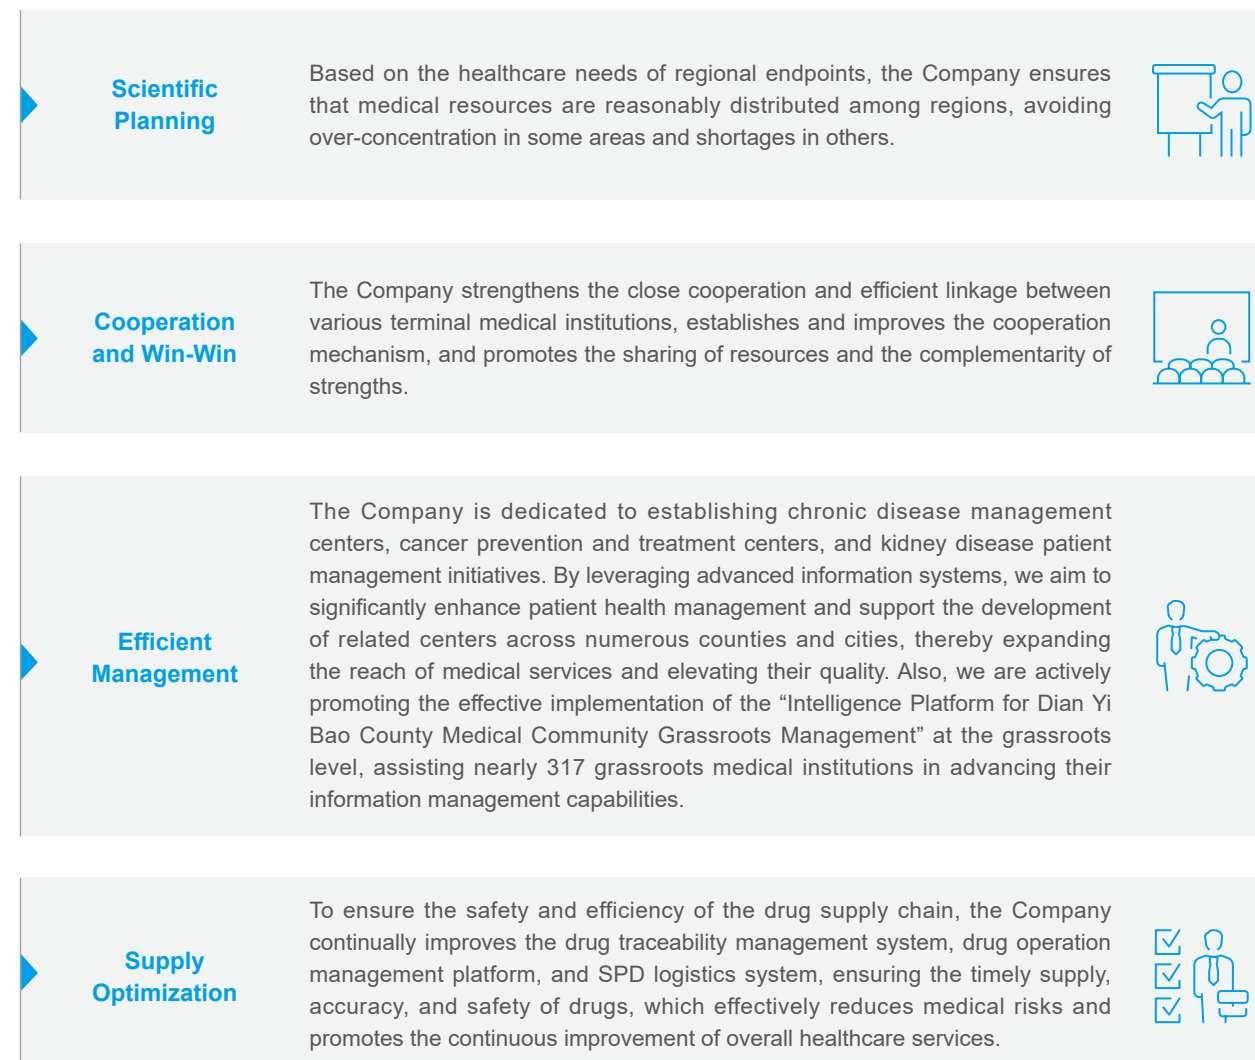 Scientific
Planning
Based on the healthcare needs of regional endpoints, the Company ensures
that medical resources are reasonably distributed among regions, avoiding
over-concentration in some areas and shortages in others.
Cooperation
and Win-Win
The Company strengthens the close cooperation and efficient linkage between
various terminal medical institutions, establishes and improves the cooperation
mechanism, and promotes the sharing of resources and the complementarity of
strengths.
Efficient
Management
The Company is dedicated to establishing chronic disease management
centers, cancer prevention and treatment centers, and kidney disease patient
management initiatives. By leveraging advanced information systems, we aim to
significantly enhance patient health management and support the development
of related centers across numerous counties and cities, thereby expanding
the reach of medical services and elevating their quality. Also, we are actively
promoting the effective implementation of the “Intelligence Platform for Dian Yi
Bao County Medical Community Grassroots Management” at the grassroots
level, assisting nearly 317 grassroots medical institutions in advancing their
information management capabilities.
Supply
Optimization
To ensure the safety and efficiency of the drug supply chain, the Company
continually improves the drug traceability management system, drug operation
management platform, and SPD logistics system, ensuring the timely supply,
accuracy, and safety of drugs, which effectively reduces medical risks and
promotes the continuous improvement of overall healthcare services.